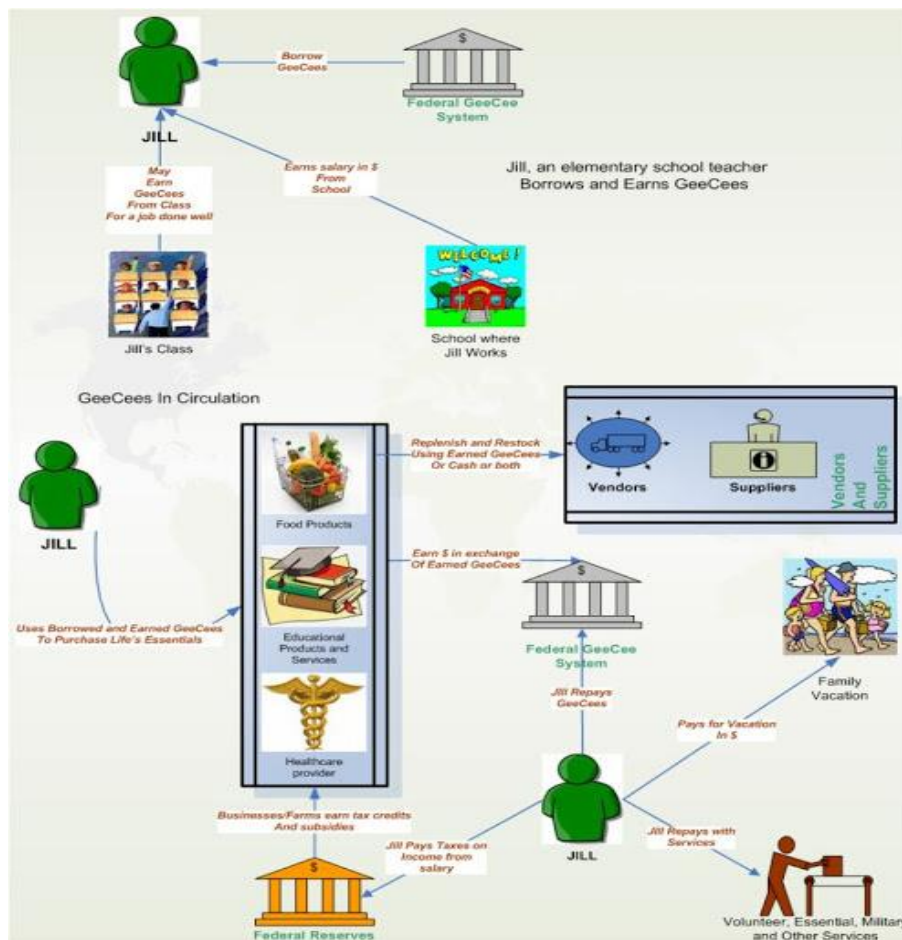 Borrow
GeeCees
$
Federal GeeCee
System
JILL
May
Earn
GeeCees
From Class
For a job done well
Earns salary in $
From
School
Jill, an elementary school teacher
Borrows and Earns GeeCees
WELCOME!
Jill's Class
School where
Jill Works
GeeCees In Circulation
JILL
Food Products
Replenish and Restock
Using Earned GeeCees
Or Cash or both
Vendors
Suppliers
Vendors
And
Suppliers
Earn $ in exchange
Of Earned GeeCees
$
Uses Borrowed and Earned GeeCees
To Purchase Life's Essentials
Educational
Products and
Services
Federal GeeCee
System
Family
Vacation
Jill Repays
GeeCees
Pays for Vacation
In $
Healthcare
provider
Businesses/Farms earn tax credits
And subsidies
Jill Pays Taxes on
Income from
salary
JILL
Jill Repays with
Services
$
Federal Reserves
Volunteer, Essential, Military
and Other Services